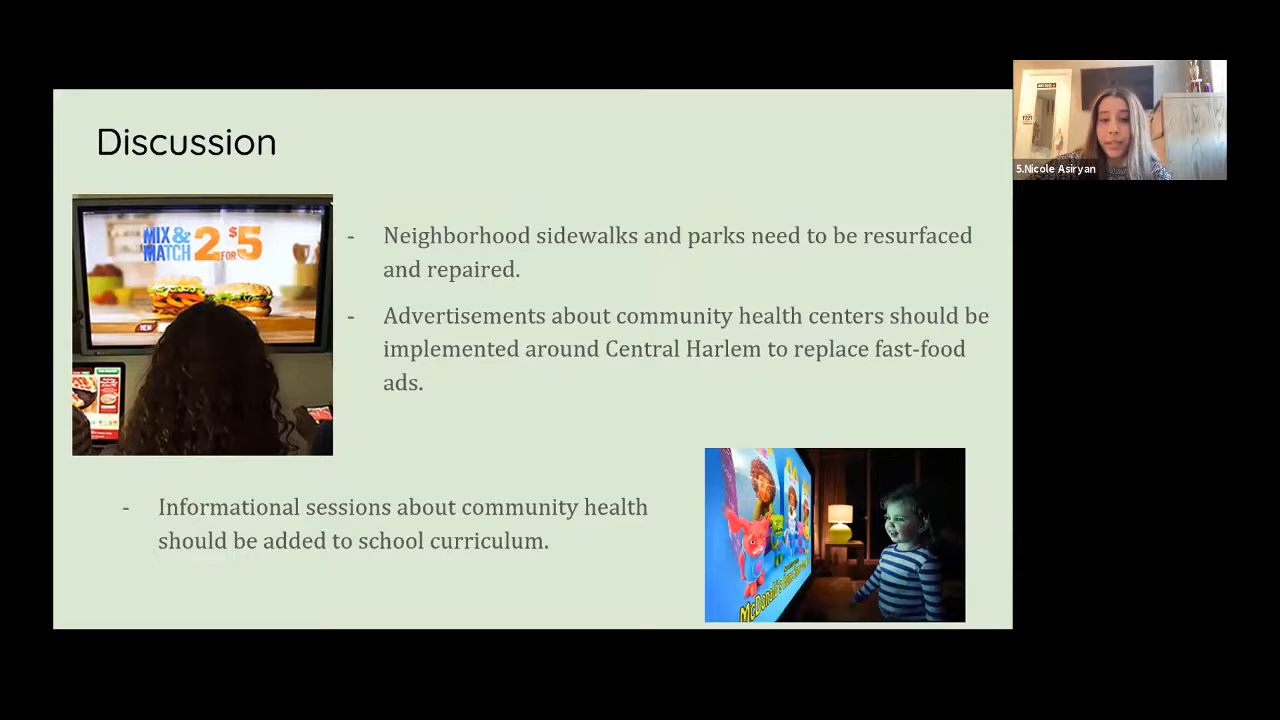 Discussion
MIX &
MATCH
2 FOR $5
NEW
- Neighborhood sidewalks and parks need to be resurfaced
and repaired.
- Advertisements about community health centers should be
implemented around Central Harlem to replace fast-food
ads.
- Informational sessions about community health
should be added to school curriculum.
McDonald's
5.Nicole Asiryan